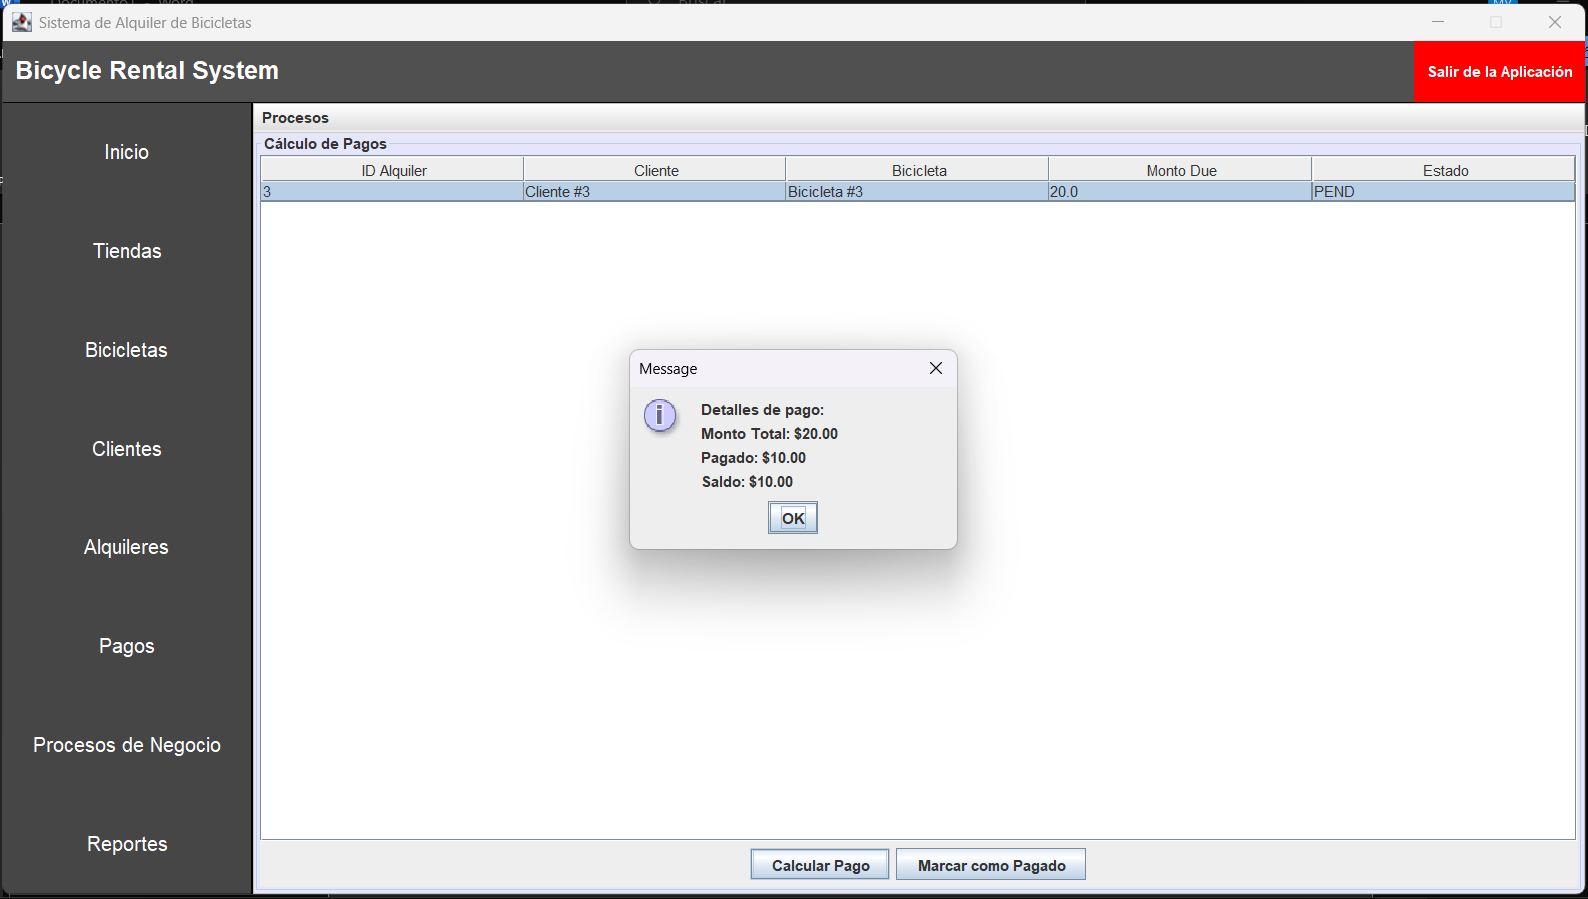 Sistema de Alquiler de Bicicletas
Bicycle Rental System
Salir de la Aplicación
Inicio
Tiendas
Bicicletas
Clientes
Alquileres
Pagos
Procesos de Negocio
Reportes
Procesos
Cálculo de Pagos
ID Alquiler Cliente Bicicleta Monto Due Estado
3 Cliente #3 Bicicleta #3 20.0 PEND
Message
Detalles de pago:
Monto Total: $20.00
Pagado: $10.00
Saldo: $10.00
OK
Calcular Pago Marcar como Pagado